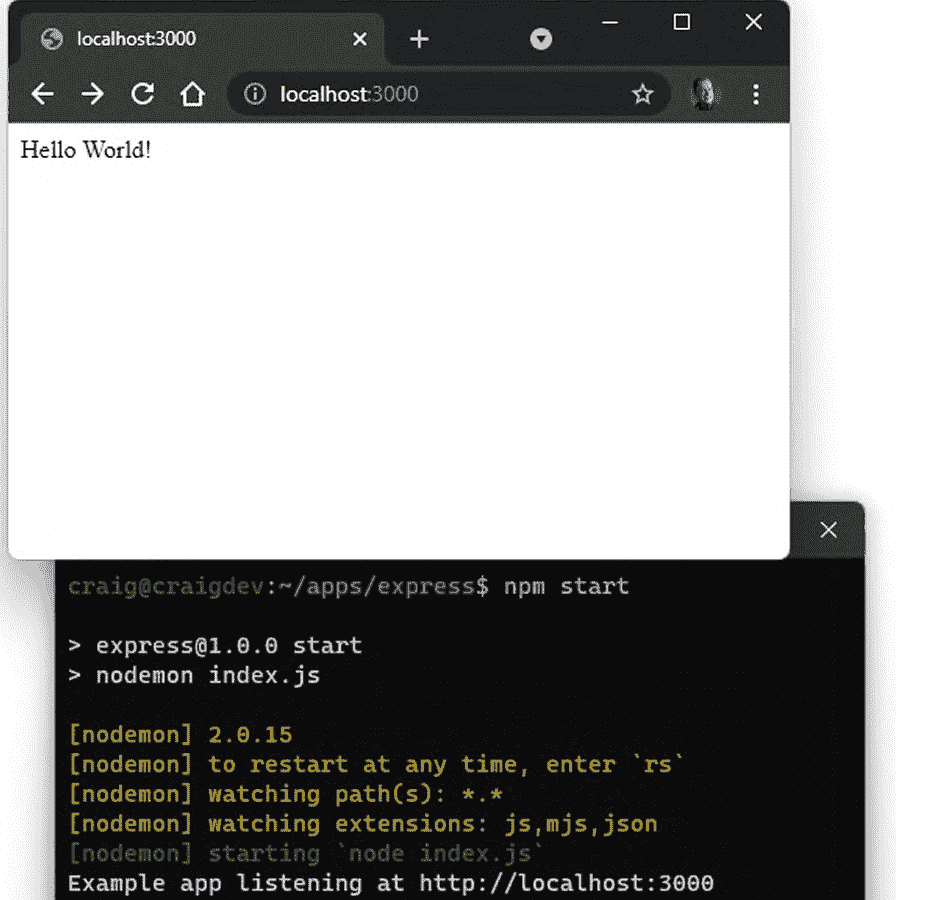 localhost:3000
localhost:3000
Hello World!
craig@craigdev:~/apps/express$ npm start
> express@1.0.0 start
> nodemon index.js
[nodemon] 2.0.15
[nodemon] to restart at any time, enter `rs`
[nodemon] watching path(s): *.*
[nodemon] watching extensions: js,mjs,json
[nodemon] starting `node index.js`
Example app listening at http://localhost:3000